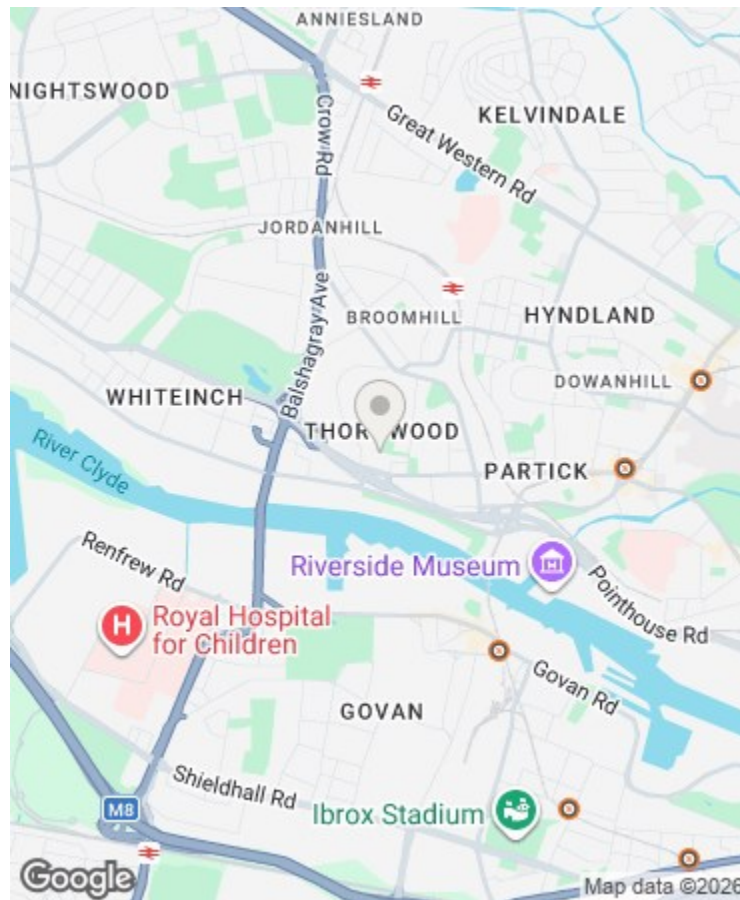 ANNIESLAND
NIGHTSWOOD
KELVINDALE
Crow Rd
Great Western Rd
JORDANHILL
BROOMHILL
HYNDLAND
Balshagray Ave
DOWANHILL
WHITEINCH
THOR WOOD
River Clyde
PARTICK
Renfrew Rd
Riverside Museum
Pointhouse Rd
H
Royal Hospital
for Children
Govan Rd
GOVAN
Shieldhall Rd
M8
Ibrox Stadium
Google
Map data ©2026